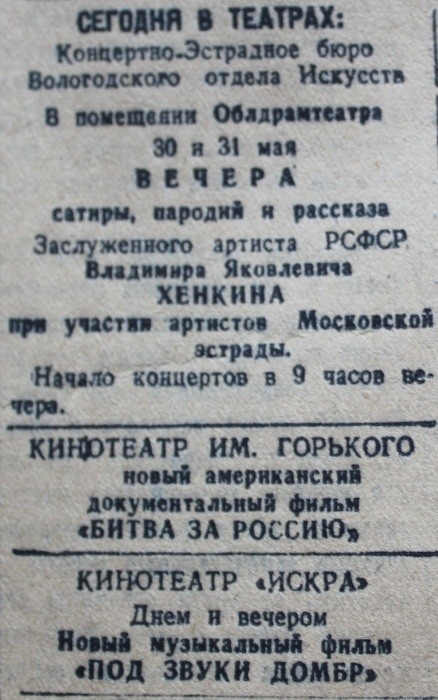 СЕГОДНЯ В ТЕАТРАХ:
Концертно-Эстрадное бюро
Вологодского отдела Искусств
В помещении Облдрамтеатра
30 и 31 мая
ВЕЧЕРА
сатиры, пародий и рассказа
Заслуженного артиста РСФСР
Владимира Яковлевича
ХЕНКИНА
при участии артистов Московской
эстрады.
Начало концертов в 9 часов ве-
чера.
КИНОТЕАТР ИМ. ГОРЬКОГО
новый американский
документальный фильм
«БИТВА ЗА РОССИЮ»
КИНОТЕАТР «ИСКРА»
Днем и вечером
Новый музыкальный фильм
«ПОД ЗВУКИ ДОМБР»